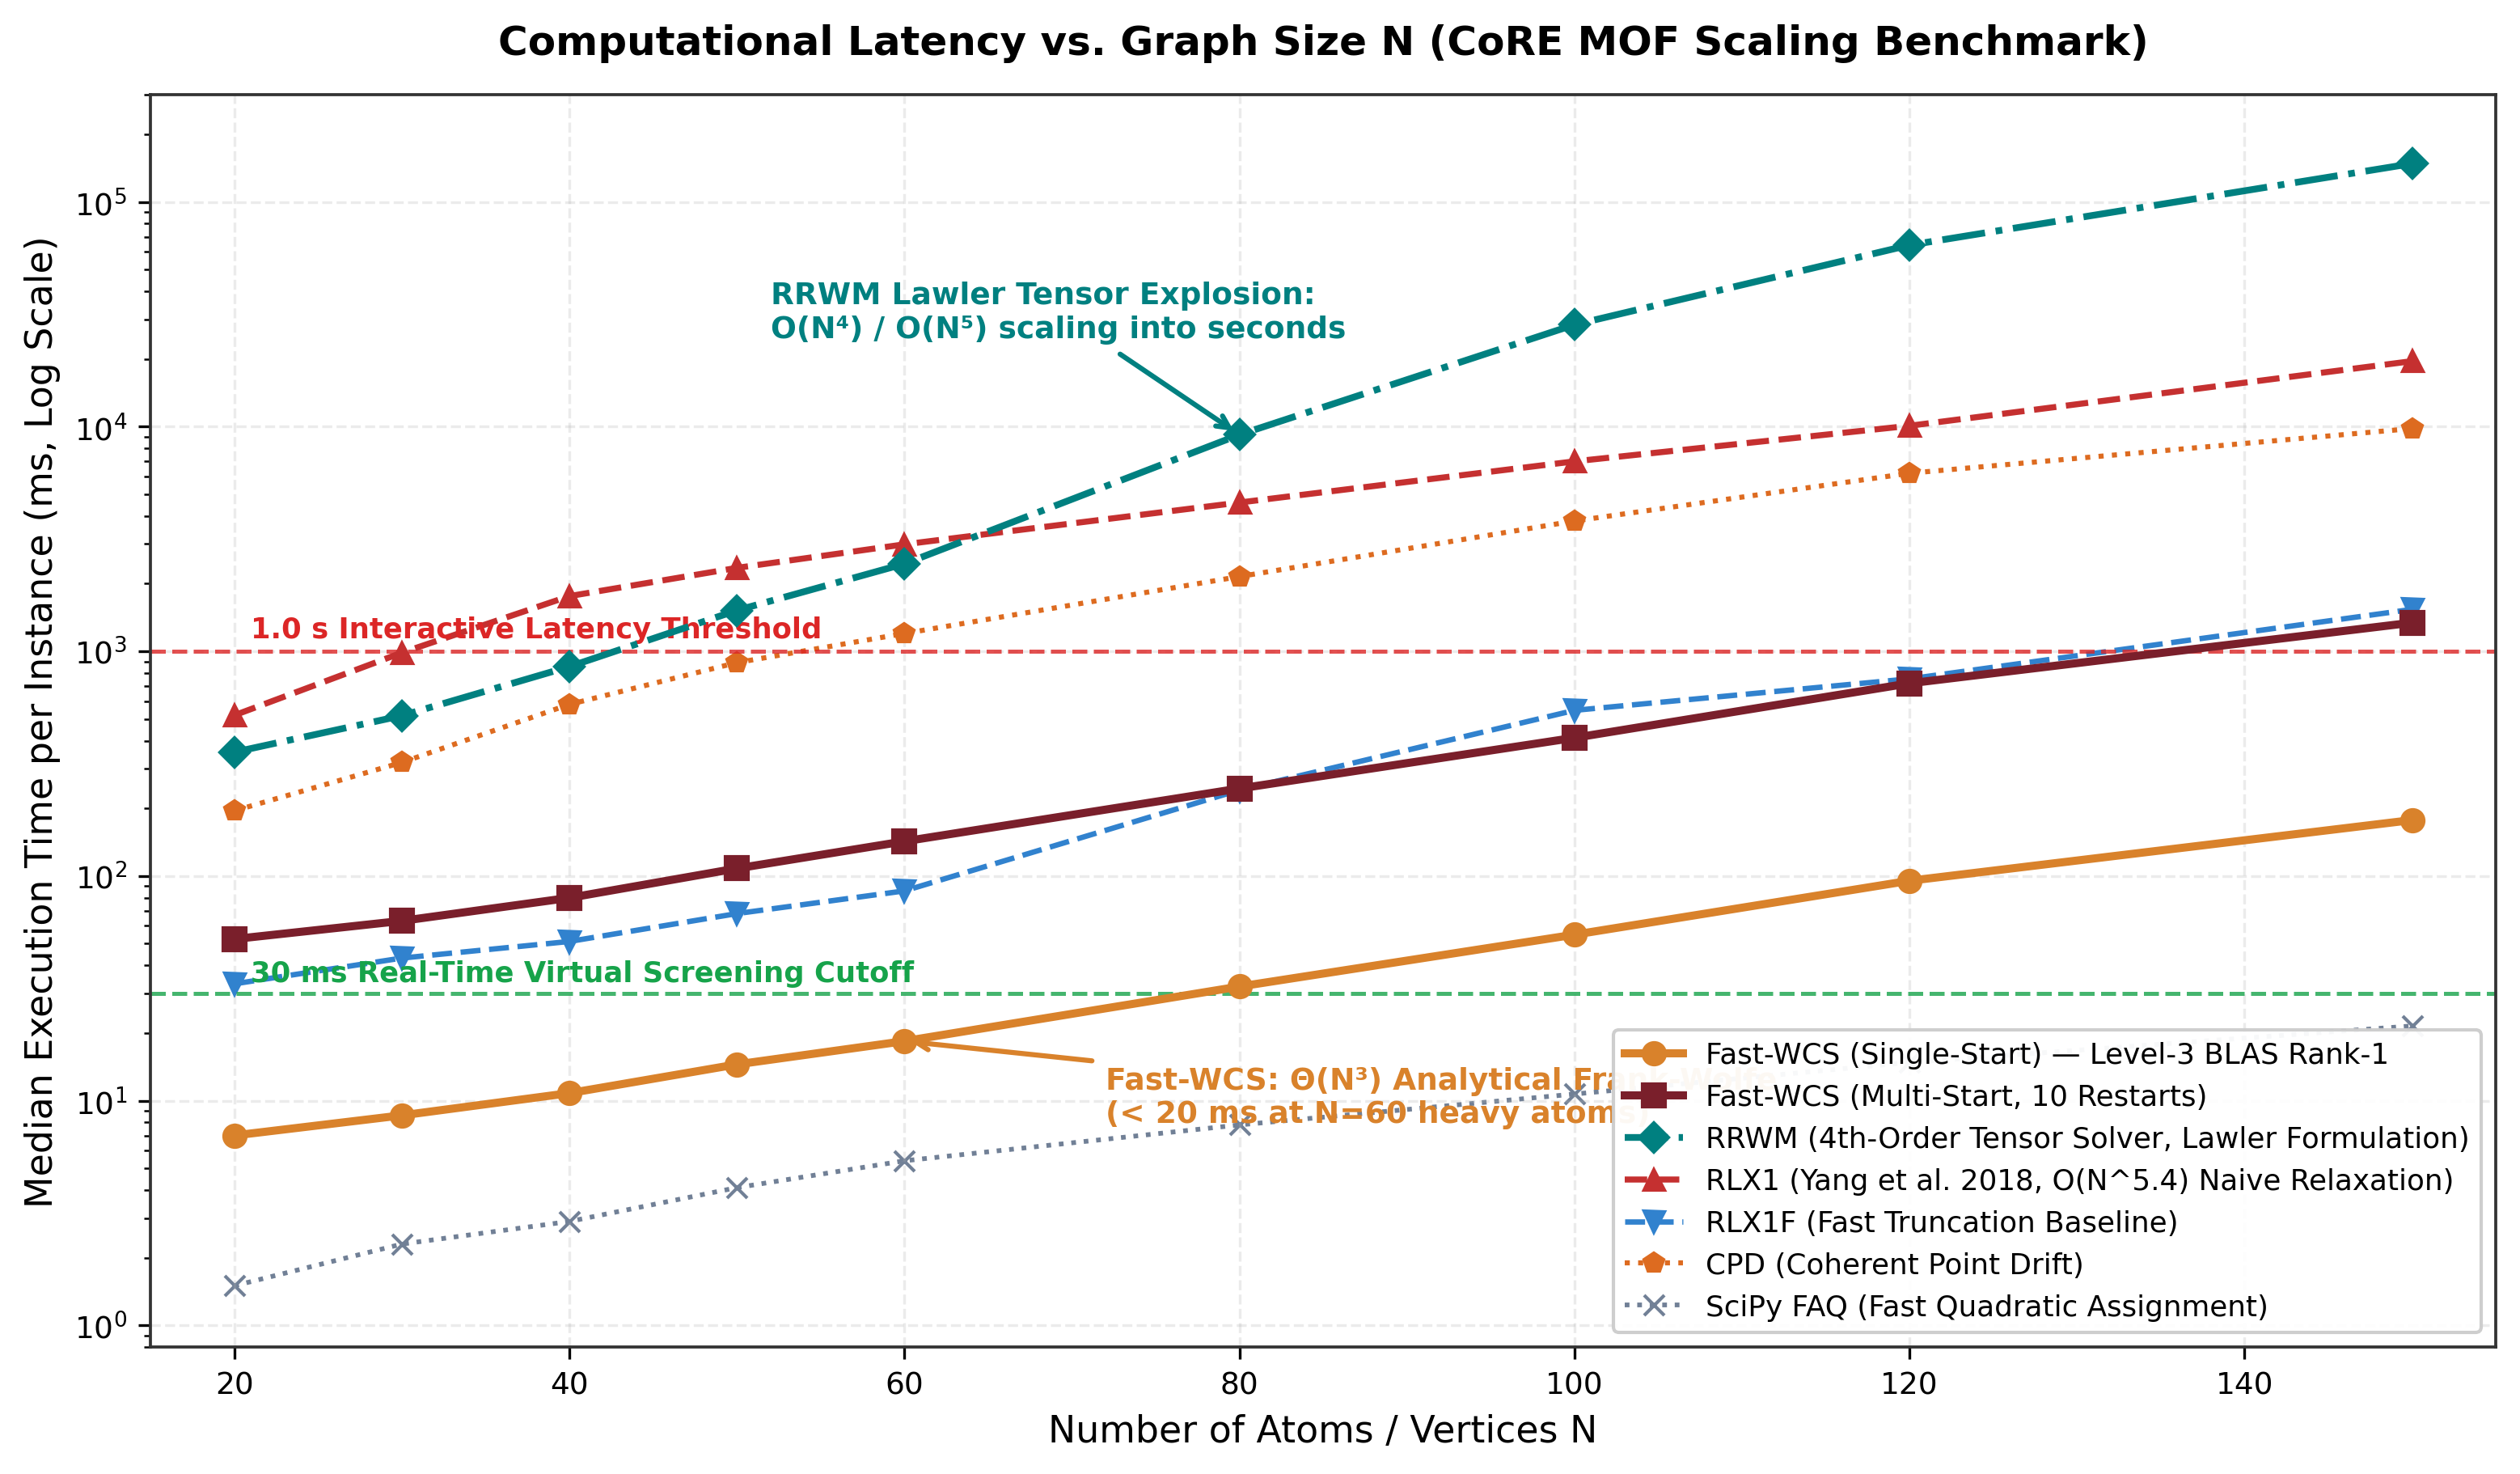 Computational Latency vs. Graph Size N (CoRE MOF Scaling Benchmark)
Median Execution Time per Instance (ms, Log Scale)
10⁵
10⁴
10³
10²
10¹
10⁰
RRWM Lawler Tensor Explosion:
O(N⁴) / O(N⁵) scaling into seconds
1.0 s Interactive Latency Threshold
30 ms Real-Time Virtual Screening Cutoff
Fast-WCS: Θ(N³) Analytical Frank-Wolfe
(< 20 ms at N=60 heavy atoms)
Fast-WCS (Single-Start) — Level-3 BLAS Rank-1
Fast-WCS (Multi-Start, 10 Restarts)
RRWM (4th-Order Tensor Solver, Lawler Formulation)
RLX1 (Yang et al. 2018, O(N^5.4) Naive Relaxation)
RLX1F (Fast Truncation Baseline)
CPD (Coherent Point Drift)
SciPy FAQ (Fast Quadratic Assignment)
20 40 60 80 100 120 140
Number of Atoms / Vertices N